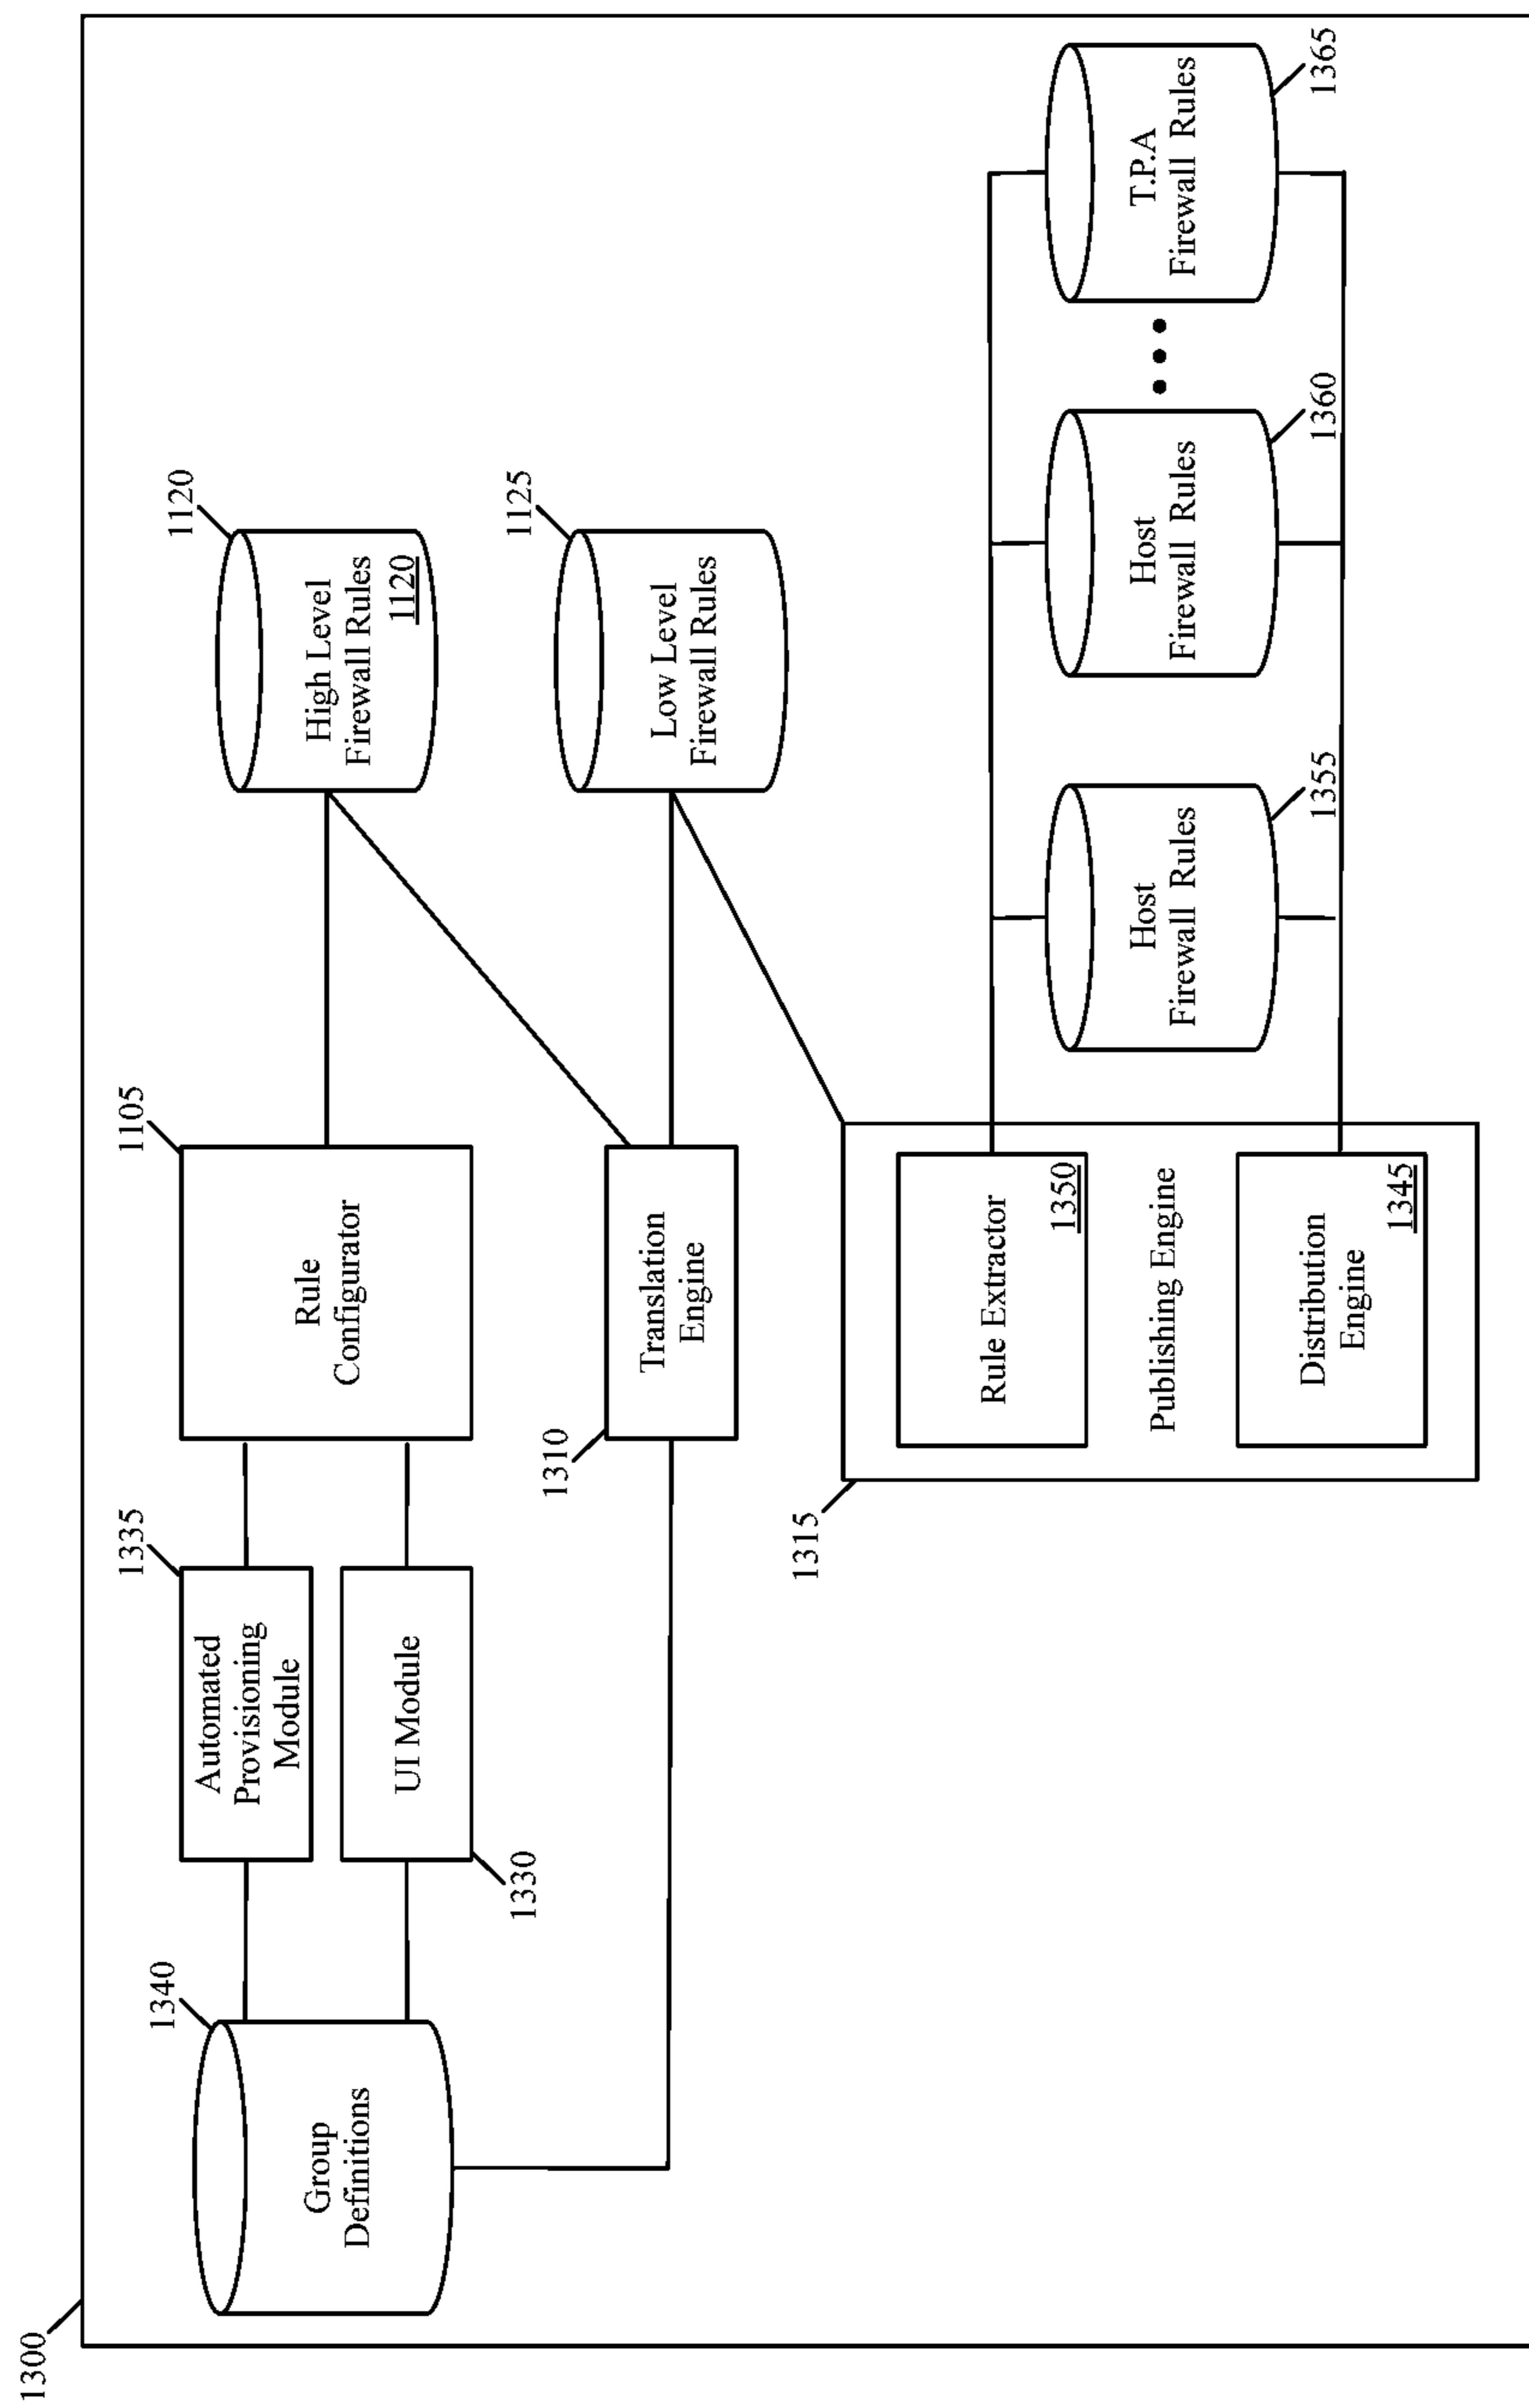 1300
1340
Group
Definitions
1335
Automated
Provisioning
Module
UI Module
1330
1105
Rule
Configurator
1120
High Level
Firewall Rules
1120
1310
Translation
Engine
1125
Low Level
Firewall Rules
1315
Rule Extractor
1350
Publishing Engine
Distribution
Engine
1345
Host
Firewall Rules
1355
Host
Firewall Rules
1360
T.P.A
Firewall Rules
1365